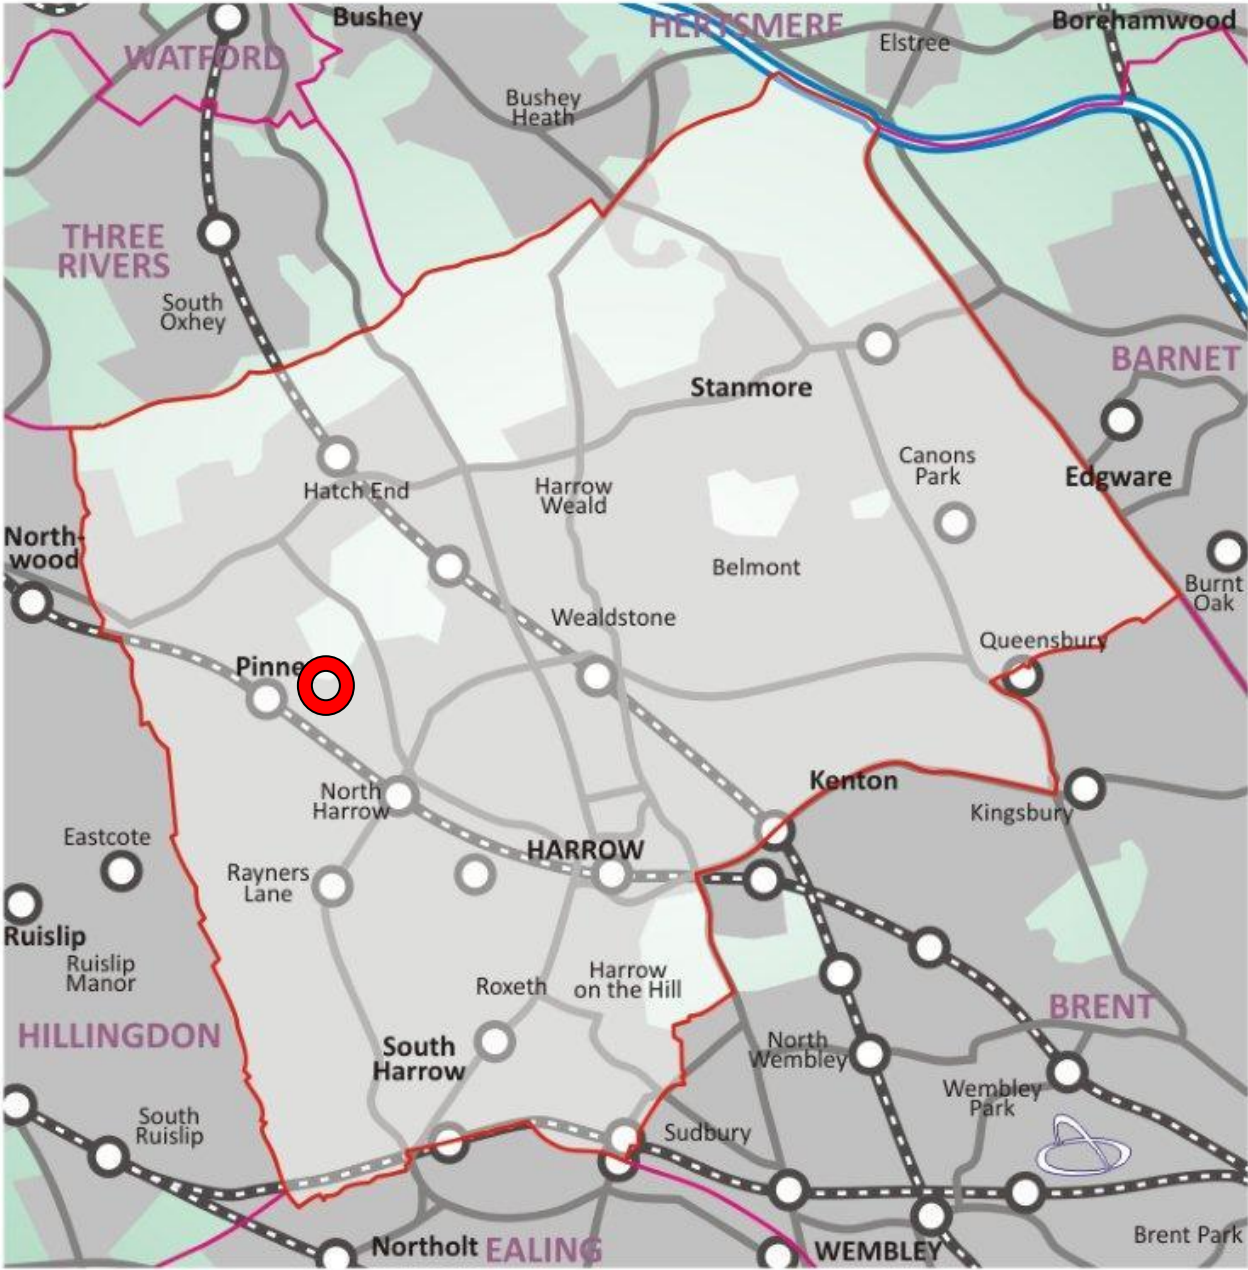 Bushey
HERTSMERE
Borehamwood
WATFORD
Elstree
Bushey
Heath
THREE
RIVERS
South
Oxhey
BARNET
Stanmore
Edgware
Canons
Park
Hatch End
Harrow
Weald
North-
wood
Belmont
Burnt
Oak
Wealdstone
Queensbury
Pinne
Kenton
North
Harrow
Kingsbury
Eastcote
HARROW
Rayners
Lane
Ruislip
Ruislip
Manor
Harrow
on the Hill
Roxeth
HILLINGDON
BRENT
South
Harrow
North
Wembley
Wembley
Park
South
Ruislip
Sudbury
Brent Park
Northolt
EALING
WEMBLEY